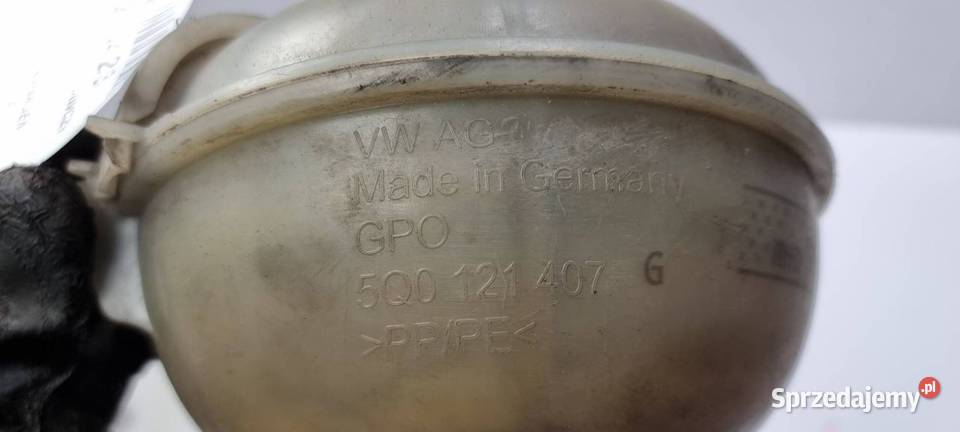 VW AG
Made in Germany
GPO
5Q0 121 407 G
>PP/PE<
Sprzedajemy.pl